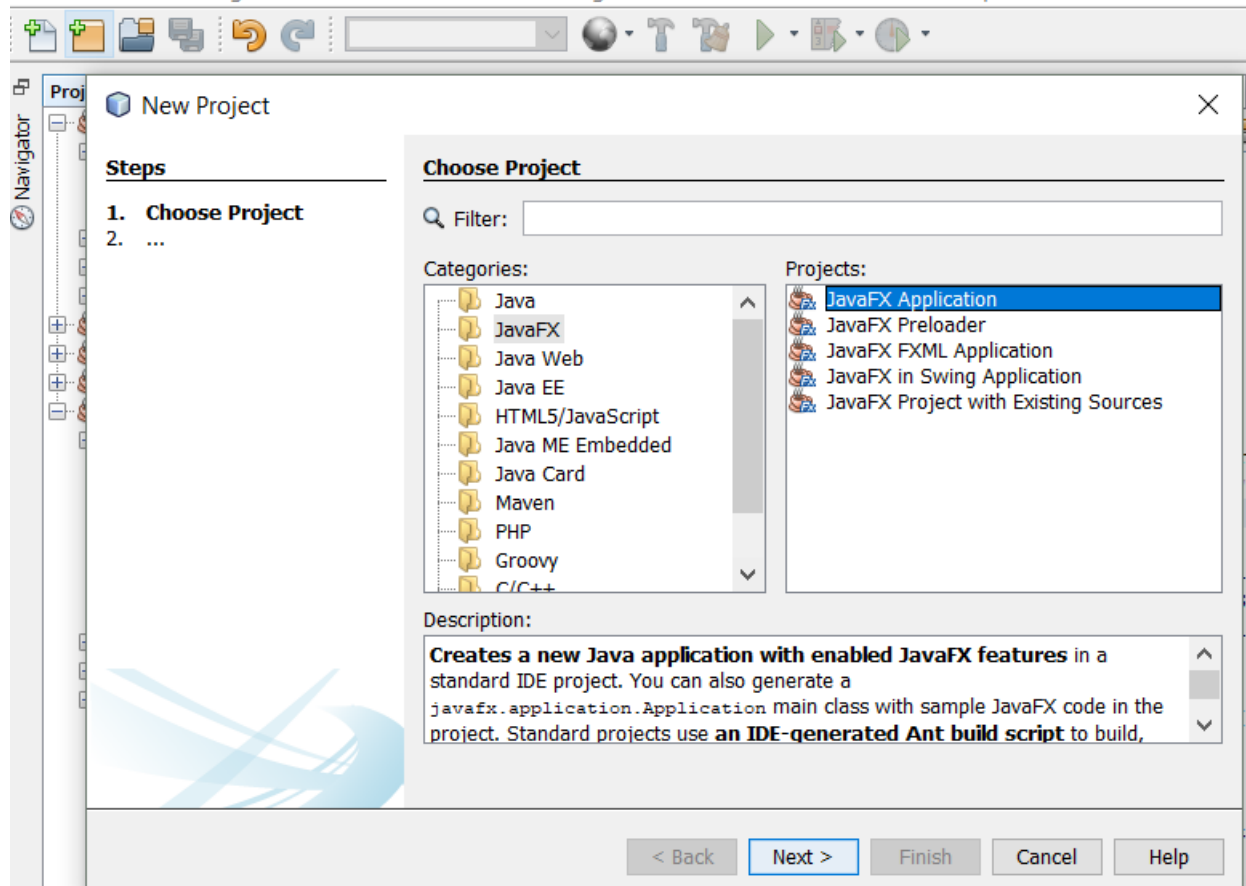 Navigator
Proj
New Project
Steps
1. Choose Project
2. ...
Choose Project
Filter:
Categories:
Java
JavaFX
Java Web
Java EE
HTML5/JavaScript
Java ME Embedded
Java Card
Maven
PHP
Groovy
C/C++
Projects:
JavaFX Application
JavaFX Preloader
JavaFX FXML Application
JavaFX in Swing Application
JavaFX Project with Existing Sources
Description:
Creates a new Java application with enabled JavaFX features in a
standard IDE project. You can also generate a
javafx.application.Application main class with sample JavaFX code in the
project. Standard projects use an IDE-generated Ant build script to build,
< Back
Next >
Finish
Cancel
Help